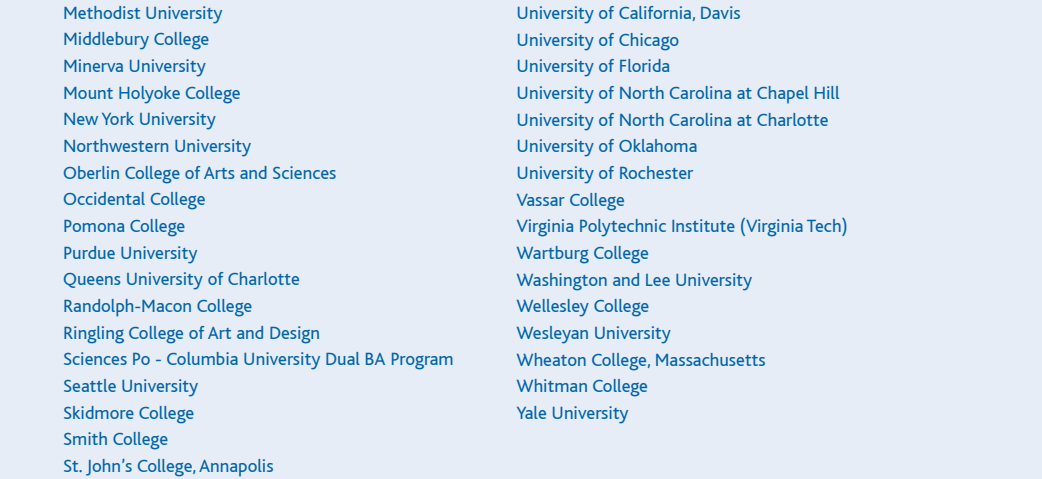 Methodist University
Middlebury College
Minerva University
Mount Holyoke College
New York University
Northwestern University
Oberlin College of Arts and Sciences
Occidental College
Pomona College
Purdue University
Queens University of Charlotte
Randolph-Macon College
Ringling College of Art and Design
Sciences Po - Columbia University Dual BA Program
Seattle University
Skidmore College
Smith College
St. John's College, Annapolis
University of California, Davis
University of Chicago
University of Florida
University of North Carolina at Chapel Hill
University of North Carolina at Charlotte
University of Oklahoma
University of Rochester
Vassar College
Virginia Polytechnic Institute (Virginia Tech)
Wartburg College
Washington and Lee University
Wellesley College
Wesleyan University
Wheaton College, Massachusetts
Whitman College
Yale University